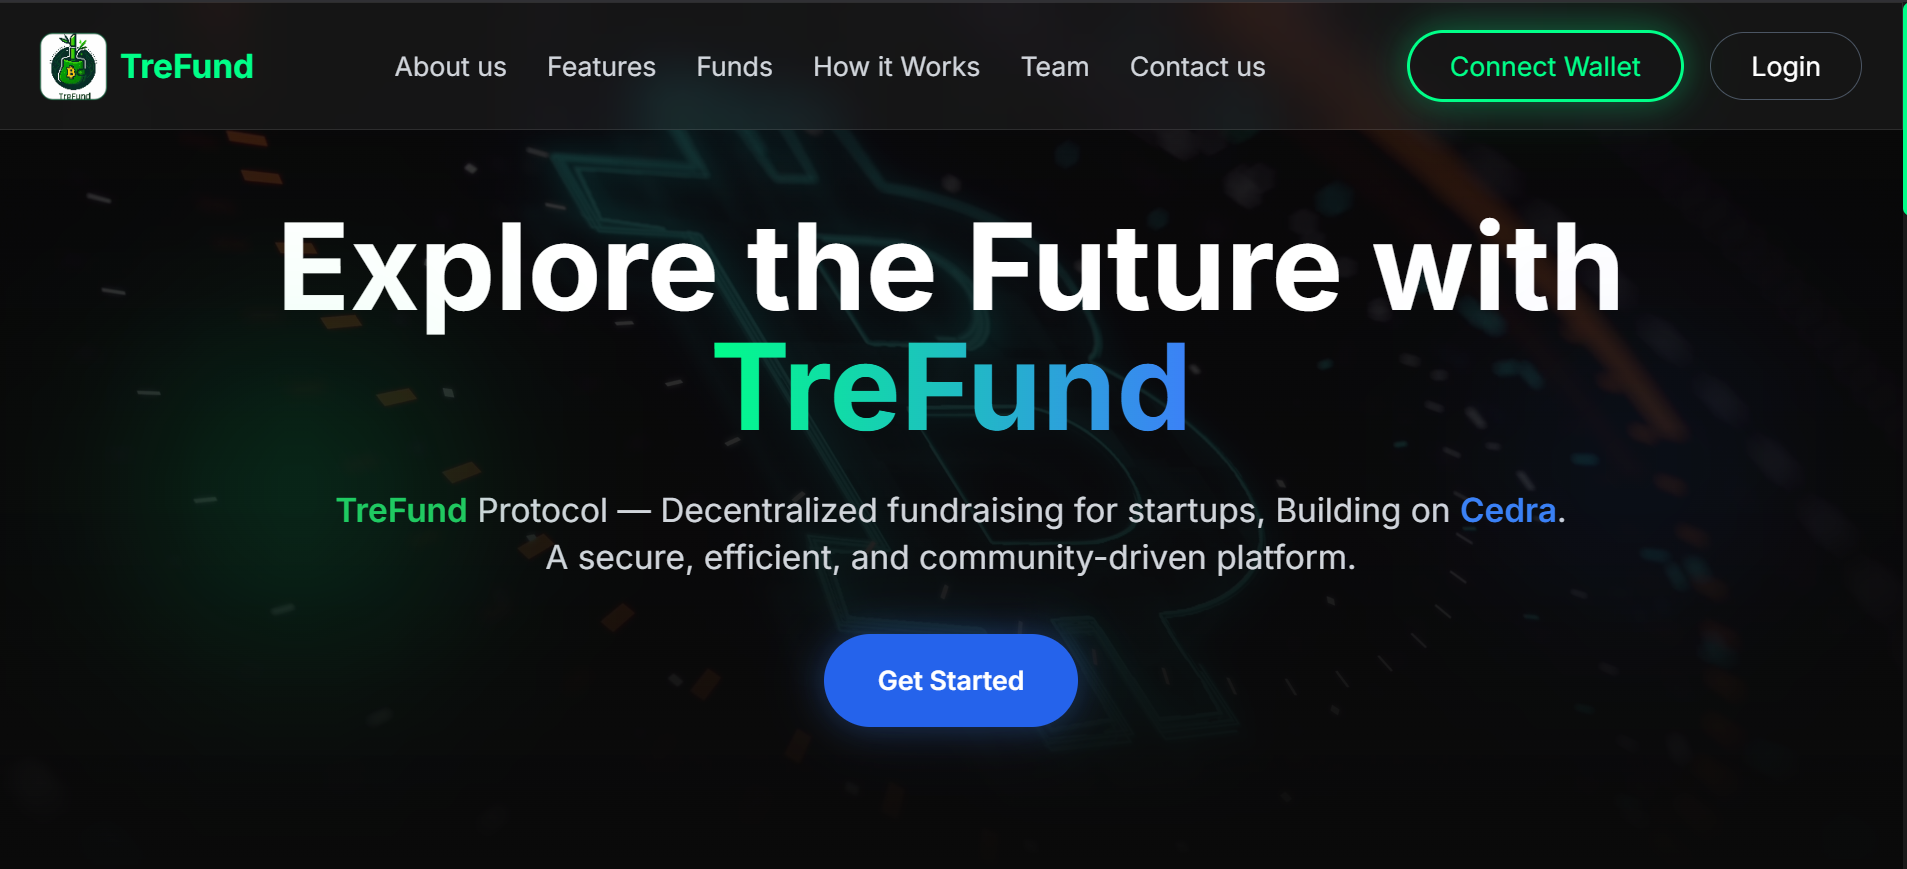 TreFund
TreFund
About us
Features
Funds
How it Works
Team
Contact us
Connect Wallet
Login
Explore the Future with
TreFund
TreFund Protocol — Decentralized fundraising for startups, Building on Cedra.
A secure, efficient, and community-driven platform.
Get Started